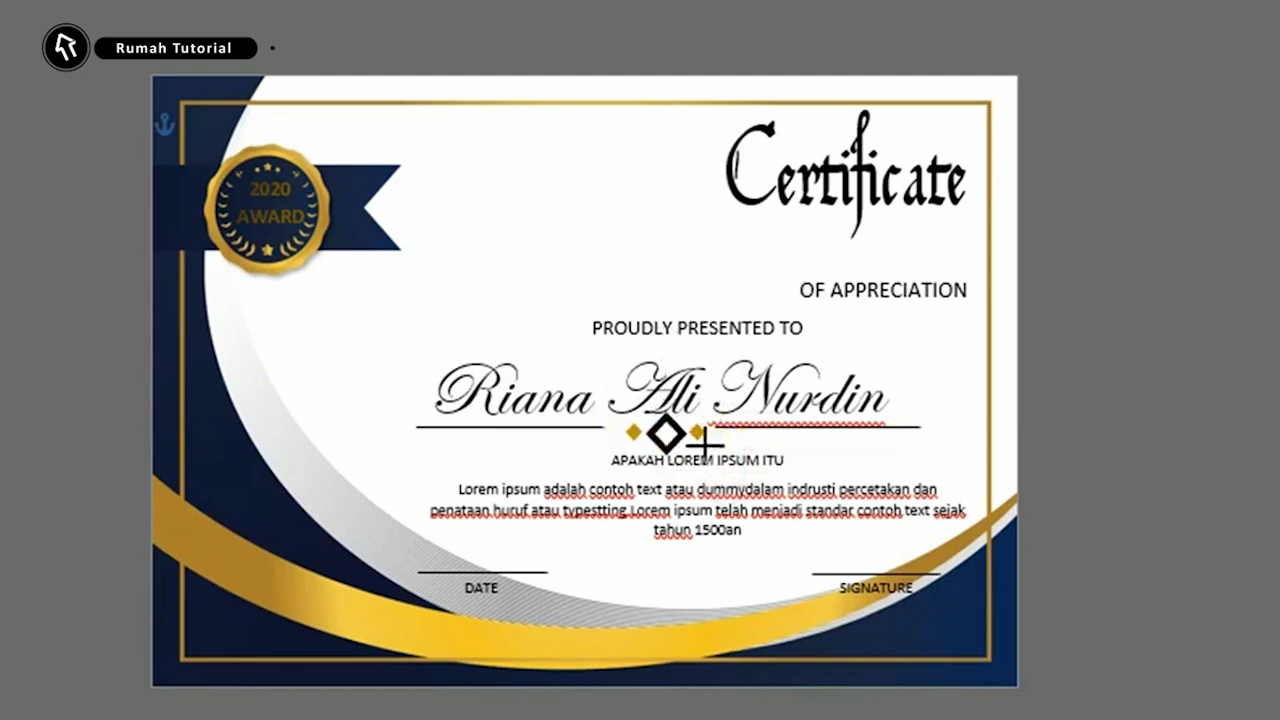 Rumah Tutorial
Certificate
2020
AWARD
OF APPRECIATION
PROUDLY PRESENTED TO
Riana Ali Nurdin
APAKAH LOREM IPSUM ITU
Lorem ipsum adalah contoh text atau dummydalam indrusti percetakan dan
penataan huruf atau typestting.Lorem ipsum telah menjadi standar contoh text sejak
tahun 1500an
DATE
SIGNATURE